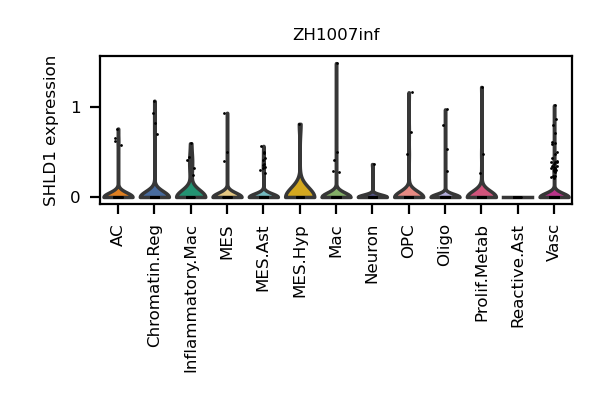 ZH1007inf
SHLD1 expression
1
0
AC
Chromatin.Reg
Inflammatory.Mac
MES
MES.Ast
MES.Hyp
Mac
Neuron
OPC
Oligo
Prolif.Metab
Reactive.Ast
Vasc